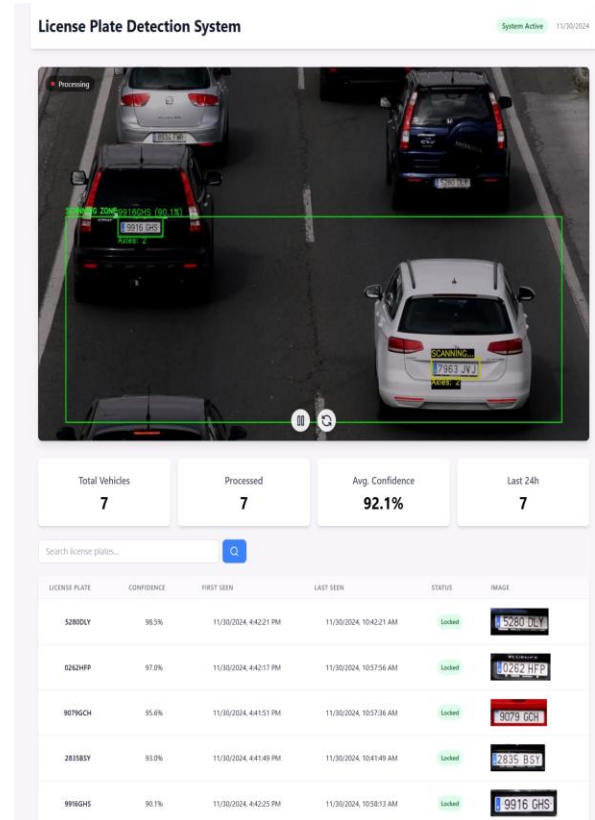 License Plate Detection System
System Active 11/30/2024
Processing
5280 DLY
SCANNING ZONE 9916GHS (90.1%)
9916 GHS
Axles: 2
SCANNING...
7963 JVJ
Axles: 2
Total Vehicles
7
Processed
7
Avg. Confidence
92.1%
Last 24h
7
Search license plates...
LICENSE PLATE CONFIDENCE FIRST SEEN LAST SEEN STATUS IMAGE
5280DLY 98.5% 11/30/2024, 4:42:21 PM 11/30/2024, 10:42:21 AM Locked 5280 DLY
0262HFP 97.0% 11/30/2024, 4:42:17 PM 11/30/2024, 10:57:56 AM Locked 0262 HFP
9079GCH 95.6% 11/30/2024, 4:41:51 PM 11/30/2024, 10:57:36 AM Locked 9079 GCH
2835BSY 93.0% 11/30/2024, 4:41:49 PM 11/30/2024, 10:41:49 AM Locked 2835 BSY
9916GHS 90.1% 11/30/2024, 4:42:25 PM 11/30/2024, 10:58:13 AM Locked 9916 GHS